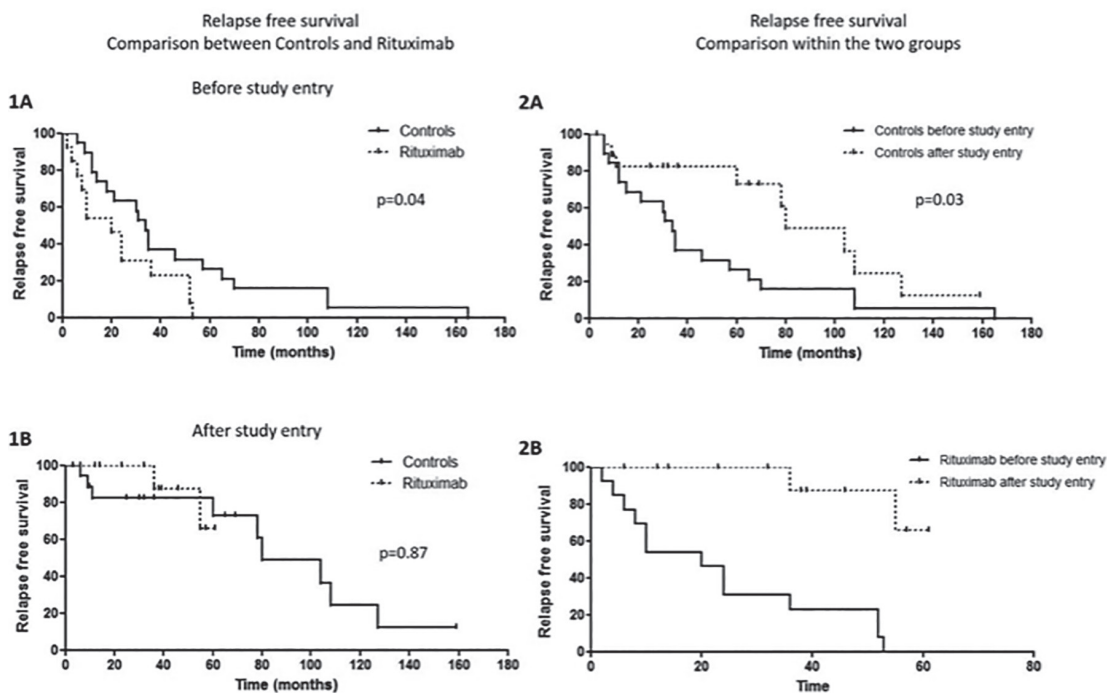 Relapse free survival
Comparison between Controls and Rituximab
Before study entry
1A
Controls
Rituximab
p=0.04
Relapse free survival
100
80
60
40
20
0
0 20 40 60 80 100 120 140 160 180
Time (months)
Relapse free survival
Comparison within the two groups
2A
Controls before study entry
Controls after study entry
p=0.03
Relapse free survival
100
80
60
40
20
0
0 20 40 60 80 100 120 140 160 180
Time (months)
After study entry
1B
Controls
Rituximab
p=0.87
Relapse free survival
100
80
60
40
20
0
0 20 40 60 80 100 120 140 160 180
Time (months)
2B
Rituximab before study entry
Rituximab after study entry
Relapse free survival
100
80
60
40
20
0
0 20 40 60 80
Time